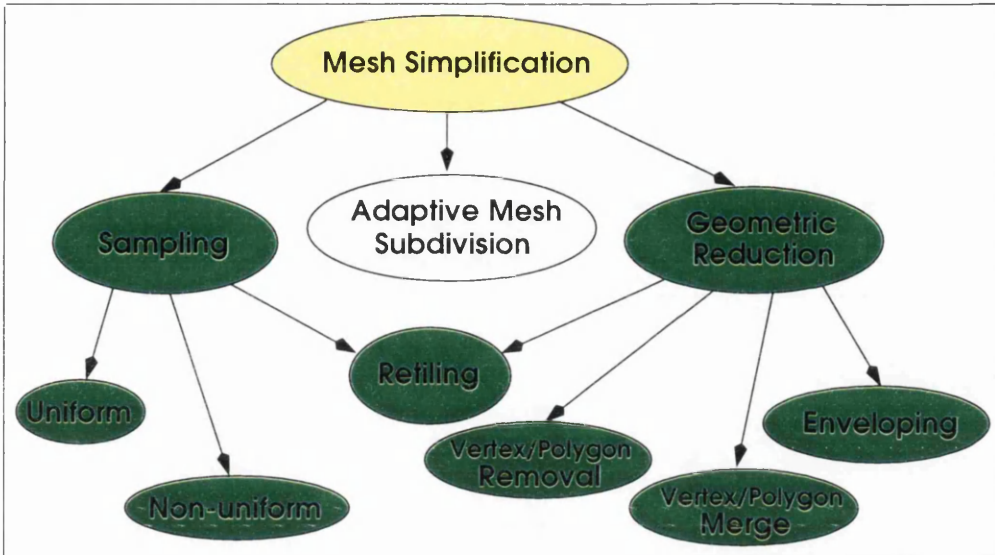 Mesh Simplification
Adaptive Mesh
Subdivision
Sampling
Geometric
Reduction
Retiling
Uniform
Enveloping
Vertex/Polygon
Removal
Non-uniform
Vertex/Polygon
Merge